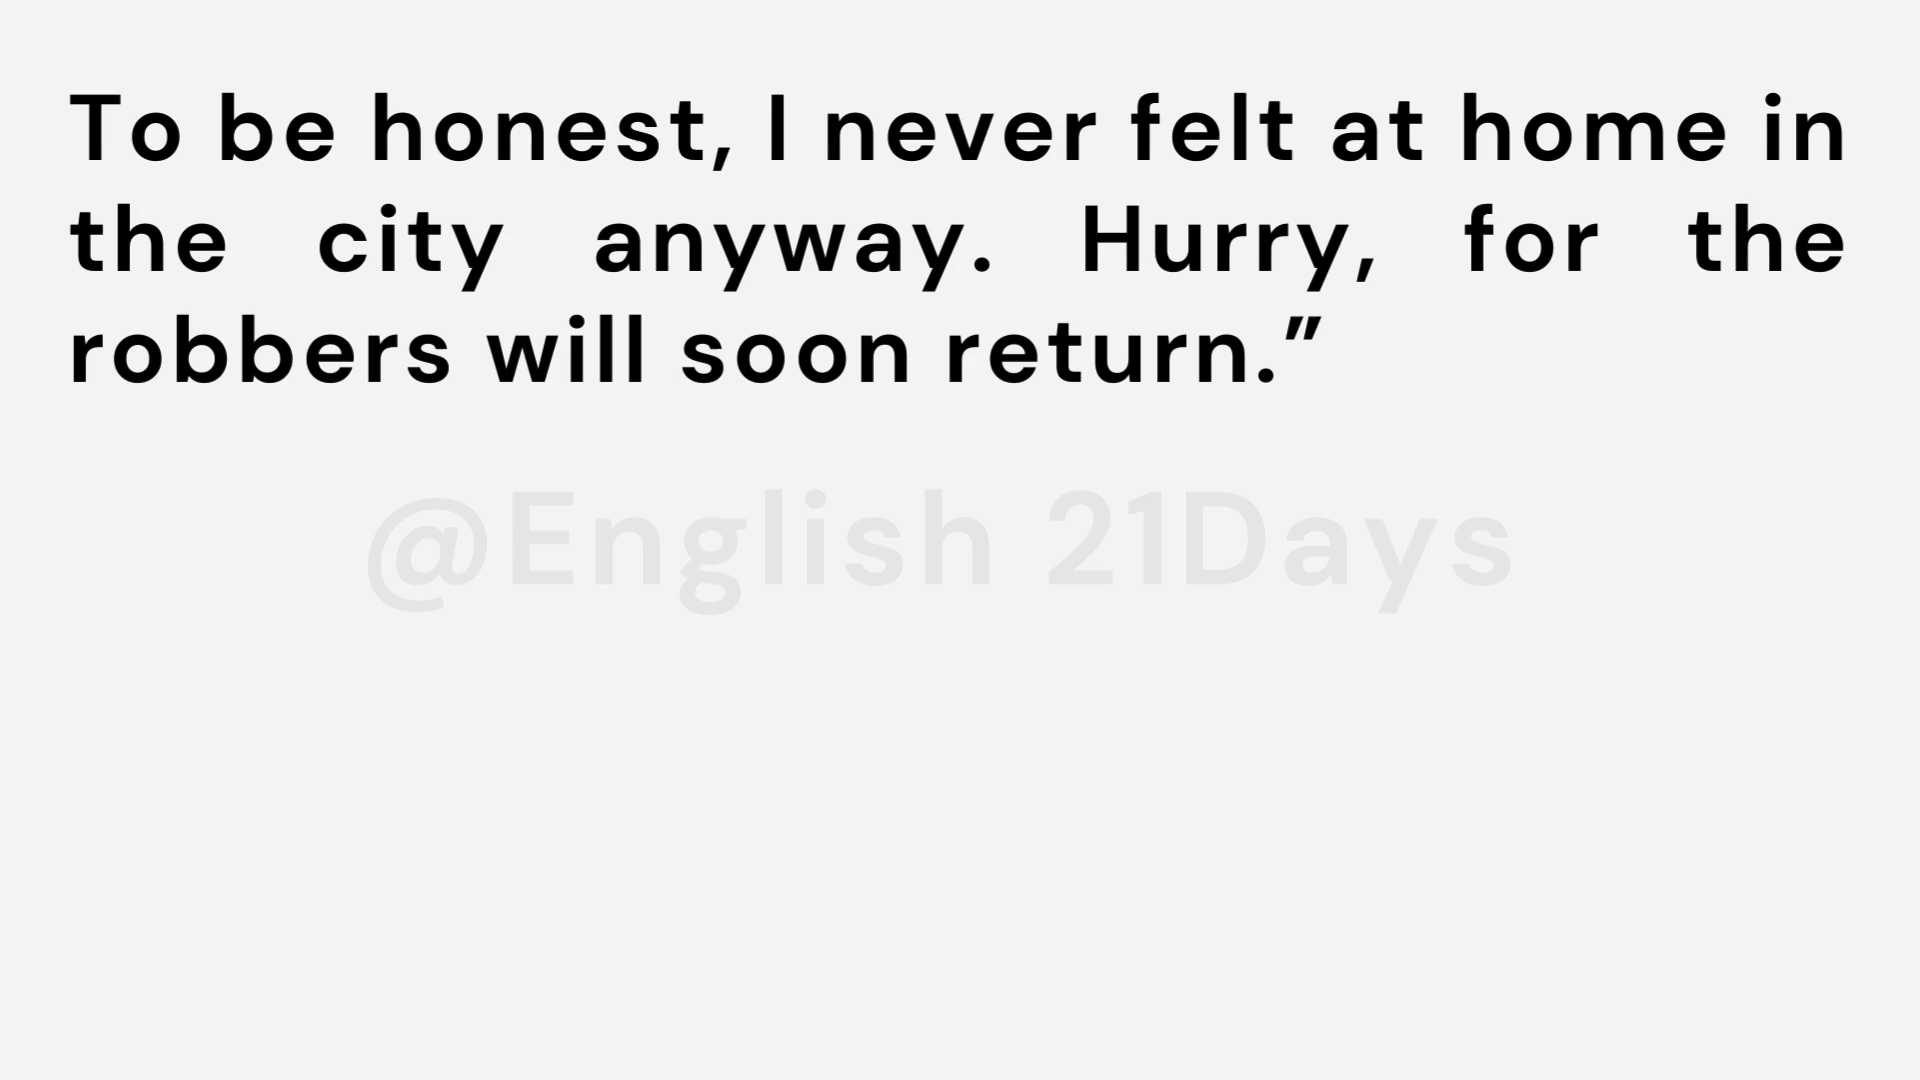 To be honest, I never felt at home in
the city anyway. Hurry, for the
robbers will soon return.”
@English 21Days